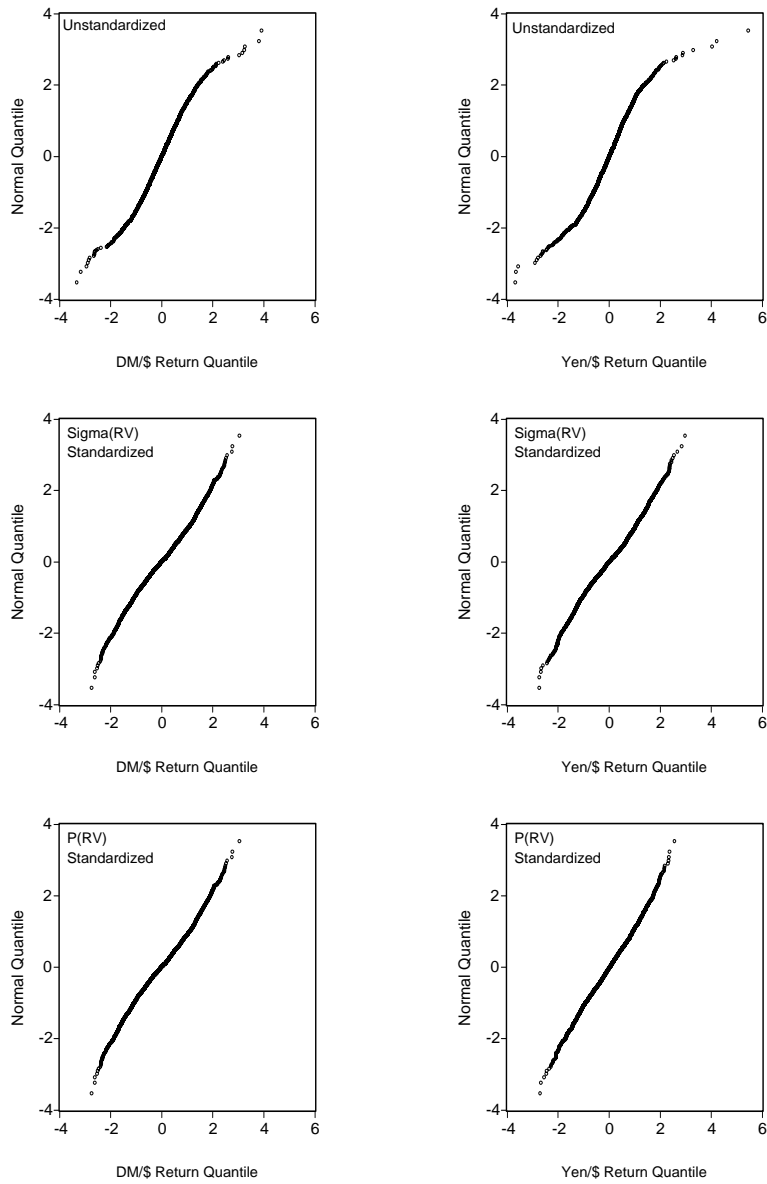 Unstandardized
4
2
0
-2
-4
Normal Quantile
-4 -2 0 2 4 6
DM/$ Return Quantile
Unstandardized
4
2
0
-2
-4
Normal Quantile
-4 -2 0 2 4 6
Yen/$ Return Quantile
Sigma(RV)
Standardized
4
2
0
-2
-4
Normal Quantile
-4 -2 0 2 4 6
DM/$ Return Quantile
Sigma(RV)
Standardized
4
2
0
-2
-4
Normal Quantile
-4 -2 0 2 4 6
Yen/$ Return Quantile
P(RV)
Standardized
4
2
0
-2
-4
Normal Quantile
-4 -2 0 2 4 6
DM/$ Return Quantile
P(RV)
Standardized
4
2
0
-2
-4
Normal Quantile
-4 -2 0 2 4 6
Yen/$ Return Quantile